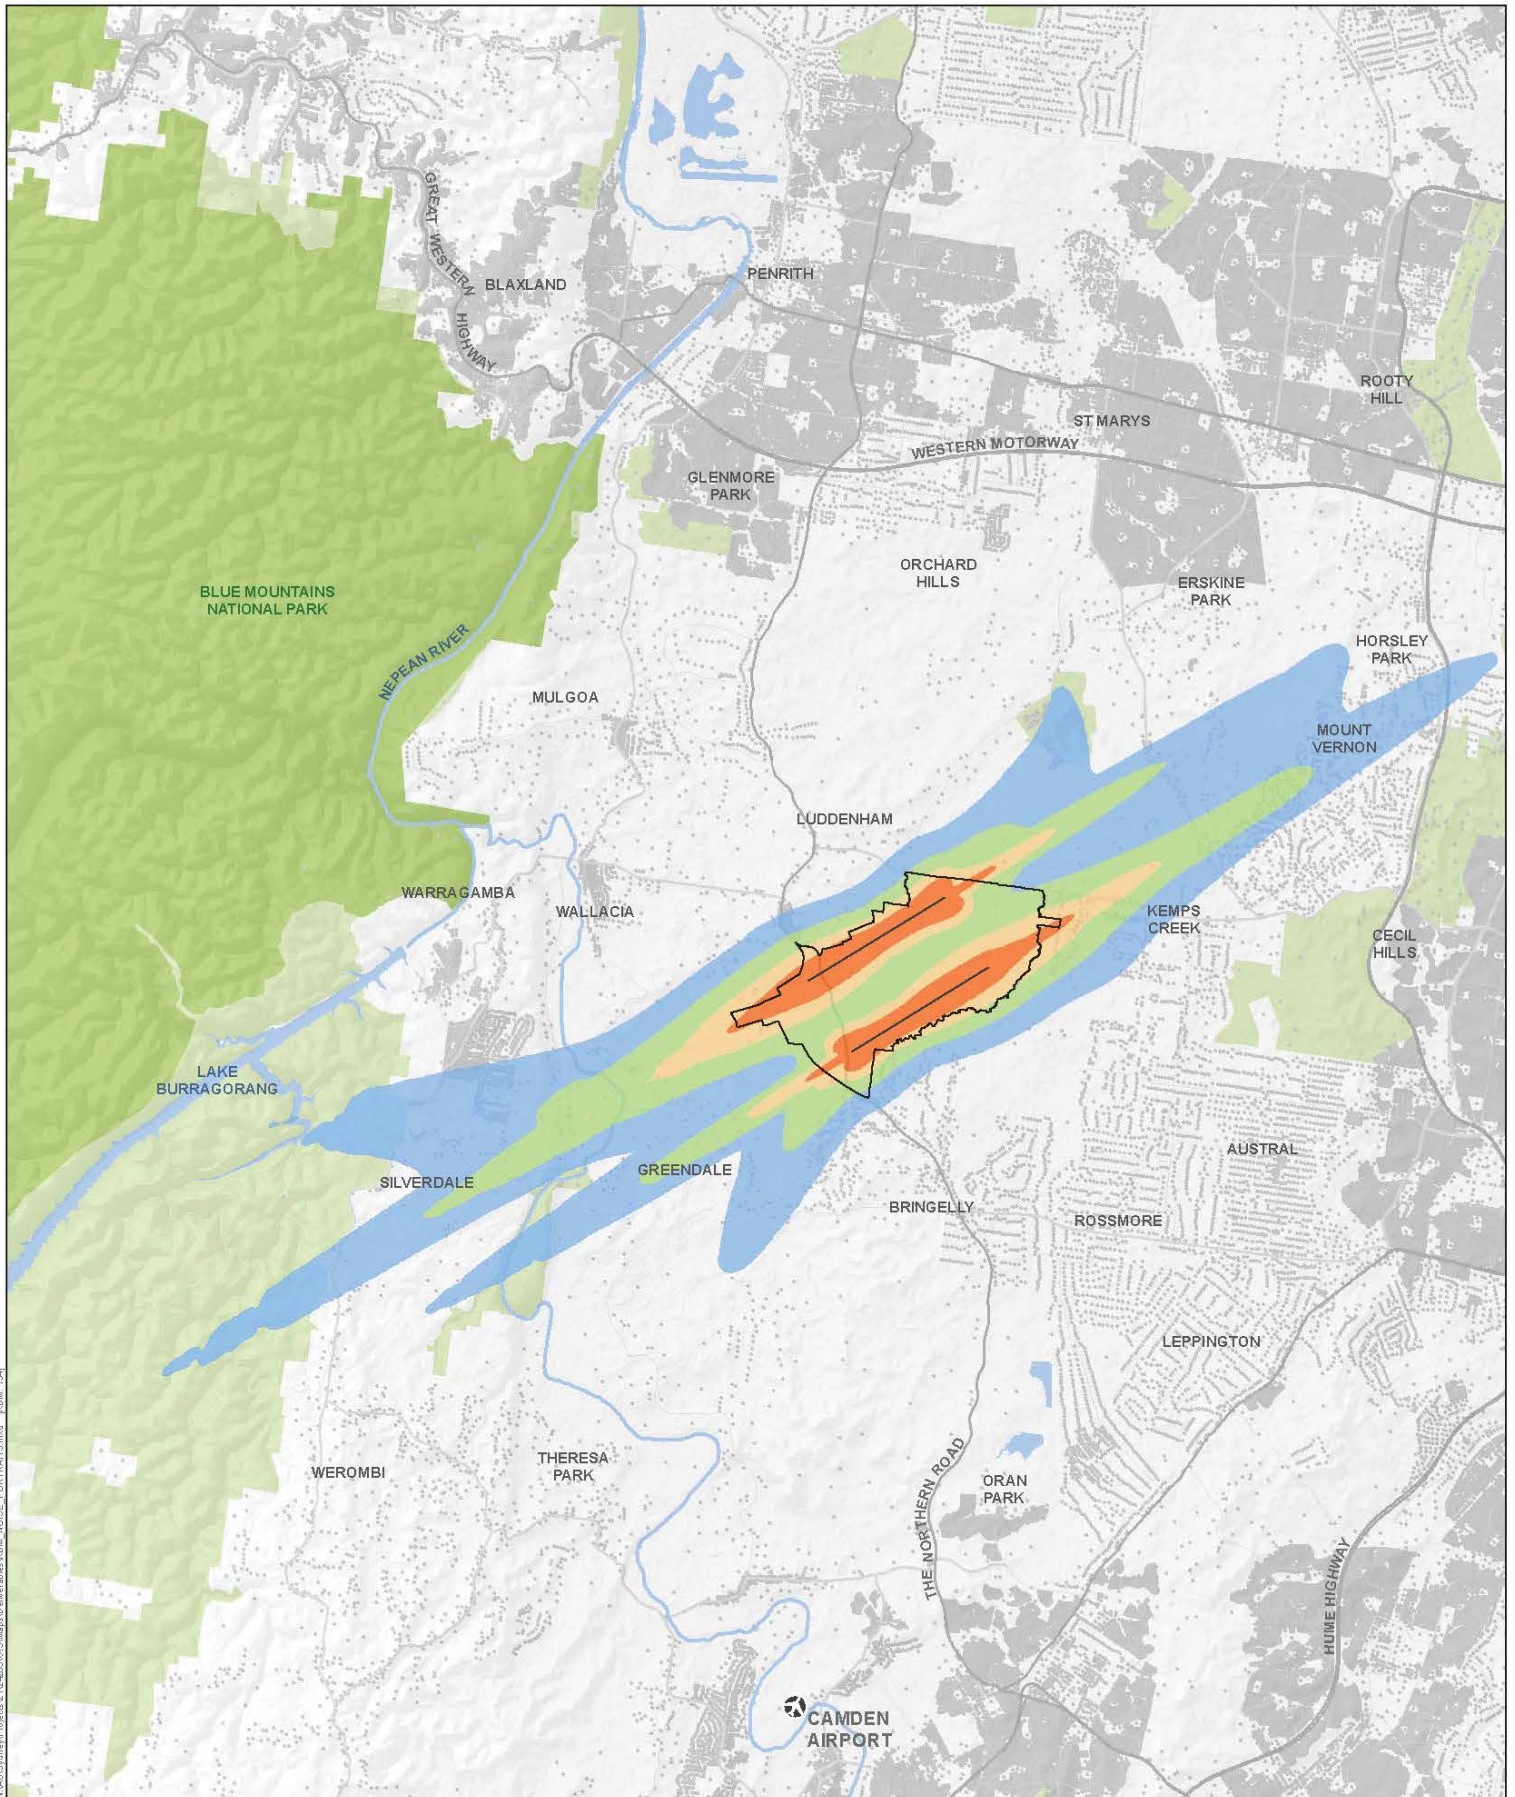 GREAT WESTERN
HIGHWAY
BLAXLAND
PENRITH
ROOTY
HILL
ST MARYS
WESTERN MOTORWAY
GLENMORE
PARK
ORCHARD
HILLS
ERSKINE
PARK
BLUE MOUNTAINS
NATIONAL PARK
NEPEAN RIVER
HORSLEY
PARK
MULGOA
MOUNT
VERNON
LUDDENHAM
WARRAGAMBA
WALLACIA
KEMPS
CREEK
CECIL
HILLS
LAKE
BURRAGORANG
SILVERDALE
GREENDALE
AUSTRAL
BRINGELLY
ROSSMORE
LEPPINGTON
WEROMBI
THERESA
PARK
THE NORTHERN ROAD
ORAN
PARK
HUME HIGHWAY
CAMDEN
AIRPORT